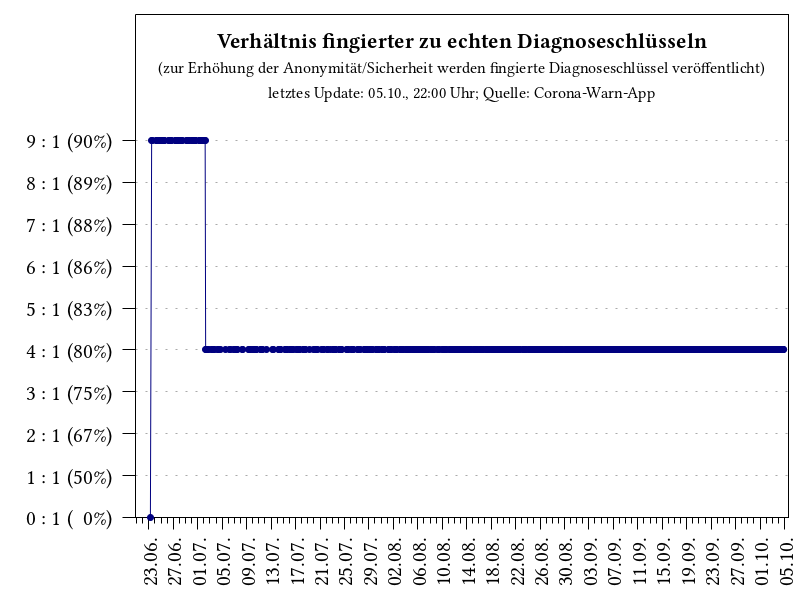 Verhältnis fingierter zu echten Diagnoseschlüsseln
(zur Erhöhung der Anonymität/Sicherheit werden fingierte Diagnoseschlüssel veröffentlicht)
letztes Update: 05.10., 22:00 Uhr; Quelle: Corona-Warn-App
9 : 1 (90%)
8 : 1 (89%)
7 : 1 (88%)
6 : 1 (86%)
5 : 1 (83%)
4 : 1 (80%)
3 : 1 (75%)
2 : 1 (67%)
1 : 1 (50%)
0 : 1 ( 0%)
23.06.
27.06.
01.07.
05.07.
09.07.
13.07.
17.07.
21.07.
25.07.
29.07.
02.08.
06.08.
10.08.
14.08.
18.08.
22.08.
26.08.
30.08.
03.09.
07.09.
11.09.
15.09.
19.09.
23.09.
27.09.
01.10.
05.10.